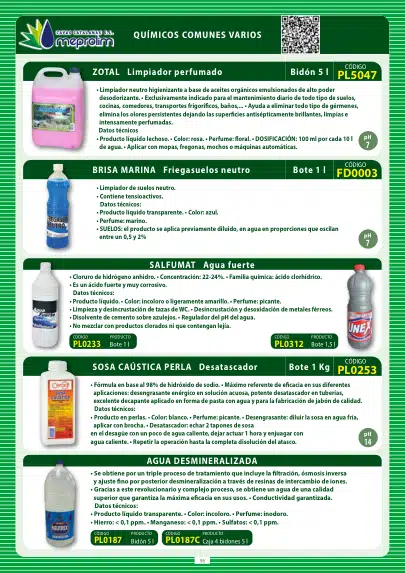 CUPRA CATALANAS S.L.
meprolim
QUÍMICOS COMUNES VARIOS
ZOTAL Limpiador perfumado
Bidón 5 l
CÓDIGO
PL5047
• Limpiador neutro higienizante a base de aceites organicos emulsionados de alto poder
desodorizante. • Exclusivamente indicado para el mantenimiento diario de todo tipo de suelos,
cocinas, comedores, transportes frigoríficos, baños,... • Ayuda a eliminar todo tipo de gérmenes,
elimina los olores persistentes dejando las superficies antisépticamente brillantes, limpias e
intensamente perfumadas.
Datos técnicos
• Producto liquido lechoso. • Color: rosa. • Perfume: floral. • DOSIFICACIÓN: 100 ml por cada 10 l
de agua. • Aplicar con mopas, fregonas, mochos o máquinas automáticas.
pH
7
BRISA MARINA Friegasuelos neutro
Bote 1 l
CÓDIGO
FD0003
• Limpiador de suelos neutro.
• Contiene tensioactivos.
Datos técnicos:
• Producto líquido transparente. • Color: azul.
• Perfume: marino.
• SUELOS: el producto se aplica previamente diluido, en agua en proporciones que oscilan
entre un 0,5 y 2%
pH
7
SALFUMAT Agua fuerte
• Cloruro de hidrógeno anhidro. • Concentración: 22-24%. • Familia química: ácido clorhídrico.
• Es un ácido fuerte y muy corrosivo.
Datos técnicos:
• Producto líquido. • Color: incoloro o ligeramente amarillo. • Perfume: picante.
• Limpieza y desincrustación de tazas de WC. • Desincrustación y desoxidación de metales férreos.
• Disolvente de cemento sobre azulejos. • Regulador del pH del agua.
• No mezclar con productos clorados ni que contengan lejía.
CÓDIGO
PRODUCTO
PL0233
Bote 1 l
CÓDIGO
PRODUCTO
PL0312
Bote 1,5 l
UNEX
SOSA CAÚSTICA PERLA Desatascador
Bote 1 Kg
CÓDIGO
PL0253
• Fórmula en base al 98% de hidróxido de sodio. • Máximo referente de eficacia en sus diferentes
aplicaciones: desengrasante enérgico en solución acuosa, potente desatascador en tuberías,
excelente decapante aplicado en forma de pasta con agua y para la fabricación de jabón de calidad.
Datos técnicos:
• Producto en perlas. • Color: blanco. • Perfume: picante. • Desengrasante: diluir la sosa en agua fria,
aplicar con brocha. • Desatascador: echar 2 tapones de sosa
en el desagüe con un poco de agua caliente, dejar actuar 1 hora y enjuagar con
agua caliente. • Repetir la operación hasta la completa disolución del atasco.
pH
14
AGUA DESMINERALIZADA
• Se obtiene por un triple proceso de tratamiento que incluye la filtración, ósmosis inversa
y ajuste fino por posterior desmineralización a través de resinas de intercambio de iones.
• Gracias a este revolucionario y complejo proceso, se obtiene un agua de una calidad
superior que garantiza la máxima eficacia en sus usos. • Conductividad garantizada.
Datos técnicos:
• Producto líquido transparente. • Color: incoloro. • Perfume: inodoro.
• Hierro: < 0,1 ppm. • Manganeso: < 0,1 ppm. • Sulfatos: < 0,1 ppm.
CÓDIGO
PRODUCTO
PL0187
Bidón 5 l
CÓDIGO
PRODUCTO
PL0187C
Caja 4 bidones 5 l